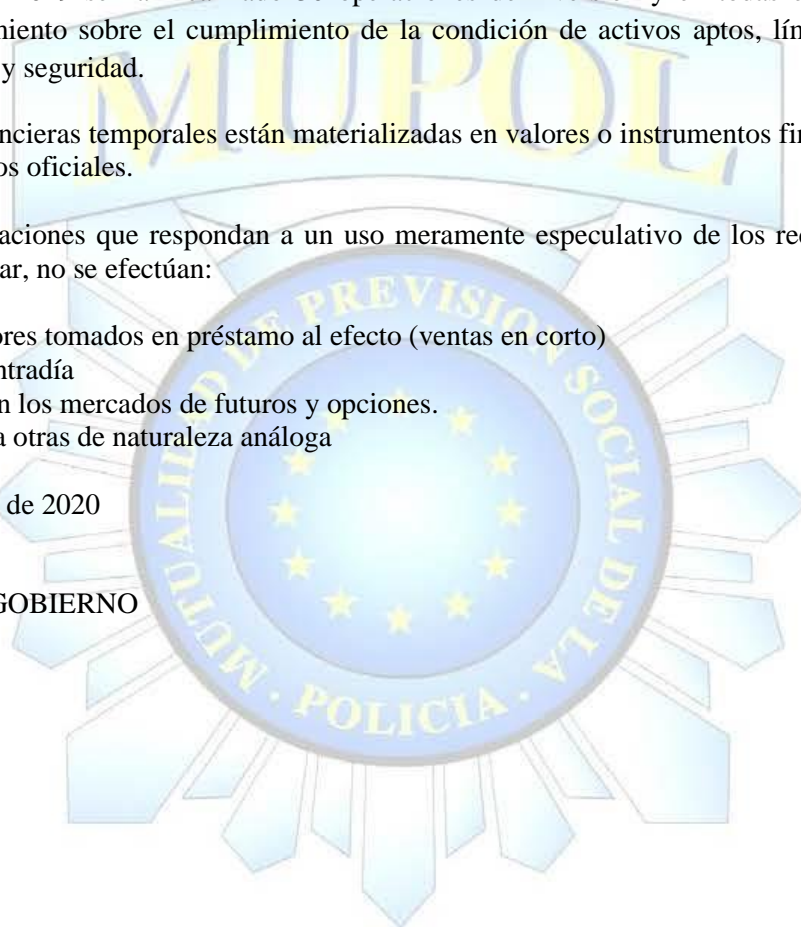 miento sobre el cumplimiento de la condición de activos aptos, lím
y seguridad.
ncieras temporales están materializadas en valores o instrumentos fin
os oficiales.
aciones que respondan a un uso meramente especulativo de los rec
ar, no se efectúan:
ores tomados en préstamo al efecto (ventas en corto)
ntradía
n los mercados de futuros y opciones.
a otras de naturaleza análoga
de 2020
GOBIERNO
MUPOL
MUTUALIDAD DE PREVISION SOCIAL DE LA
· POLICIA ·